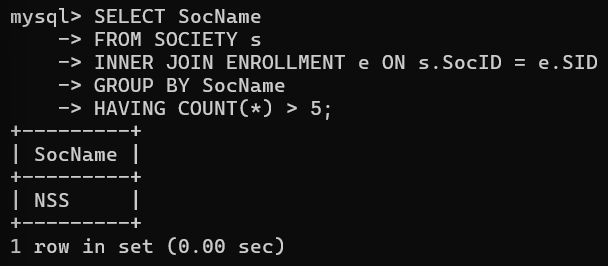 mysql> SELECT SocName
    -> FROM SOCIETY s
    -> INNER JOIN ENROLLMENT e ON s.SocID = e.SID
    -> GROUP BY SocName
    -> HAVING COUNT(*) > 5;
+---------+
| SocName |
+---------+
| NSS     |
+---------+
1 row in set (0.00 sec)